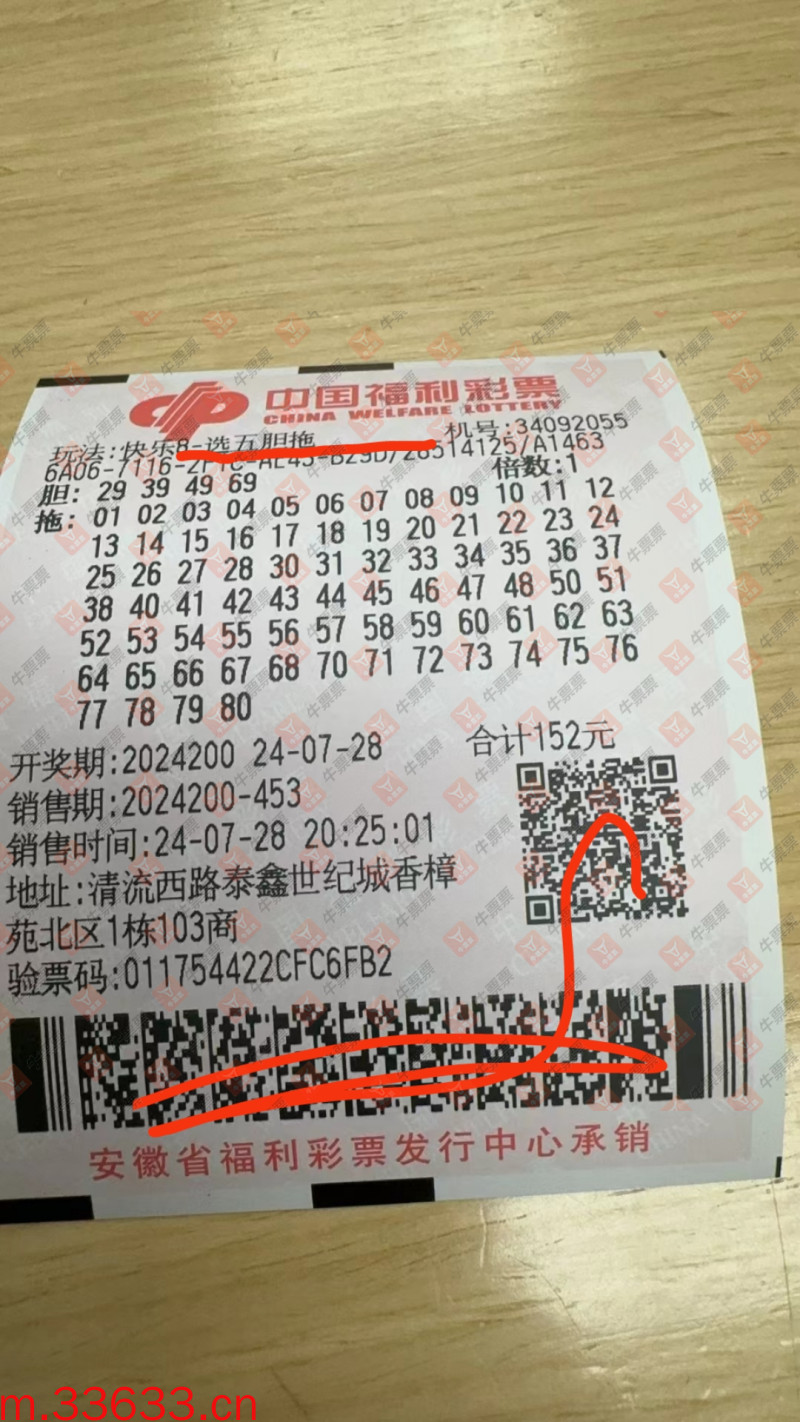 中国福利彩票
CHINA WELFARE LOTTERY
玩法:快乐8-选五胆拖 机号:34092055
6A06-7116- /28514125/A1463
胆: 29 39 49 69 倍数:1
拖: 01 02 03 04 05 06 07 08 09 10 11 12
13 14 15 16 17 18 19 20 21 22 23 24
25 26 27 28 30 31 32 33 34 35 36 37
38 40 41 42 43 44 45 46 47 48 50 51
52 53 54 55 56 57 58 59 60 61 62 63
64 65 66 67 68 70 71 72 73 74 75 76
77 78 79 80
开奖期:2024200 24-07-28 合计152元
销售期:2024200-453
销售时间:24-07-28 20:25:01
地址:清流西路泰鑫世纪城香樟
苑北区1栋103商
验票码:011754422CFC6FB2
安徽省福利彩票发行中心承销
牛票票
m.33633.cn